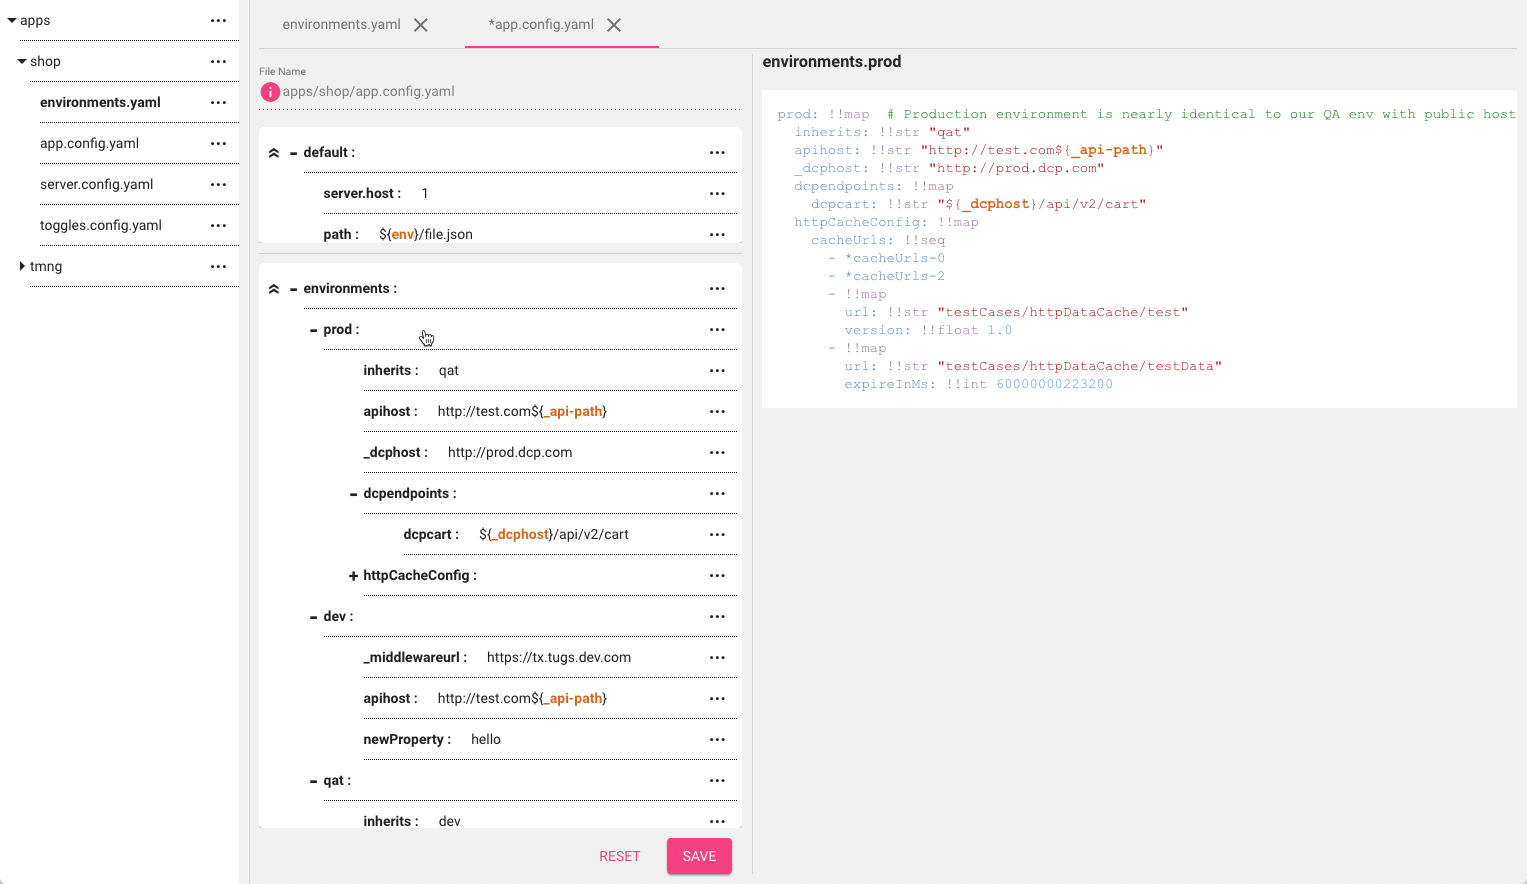 apps
shop
environments.yaml
app.config.yaml
server.config.yaml
toggles.config.yaml
tmng
environments.yaml
*app.config.yaml
File Name
apps/shop/app.config.yaml
default :
server.host : 1
path : ${env}/file.json
environments :
prod :
inherits : qat
apihost : http://test.com${_api-path}
_dcphost : http://prod.dcp.com
dcpendpoints :
dcpcart : ${_dcphost}/api/v2/cart
httpCacheConfig :
dev :
_middlewareurl : https://tx.tugs.dev.com
apihost : http://test.com${_api-path}
newProperty : hello
qat :
inherits : dev
RESET
SAVE
environments.prod
prod: !!map # Production environment is nearly identical to our QA env with public host
inherits: !!str "qat"
apihost: !!str "http://test.com${_api-path}"
_dcphost: !!str "http://prod.dcp.com"
dcpendpoints: !!map
dcpcart: !!str "${_dcphost}/api/v2/cart"
httpCacheConfig: !!map
cacheUrls: !!seq
- *cacheUrls-0
- *cacheUrls-2
- !!map
url: !!str "testCases/httpDataCache/test"
version: !!float 1.0
- !!map
url: !!str "testCases/httpDataCache/testData"
expireInMs: !!int 60000000223200